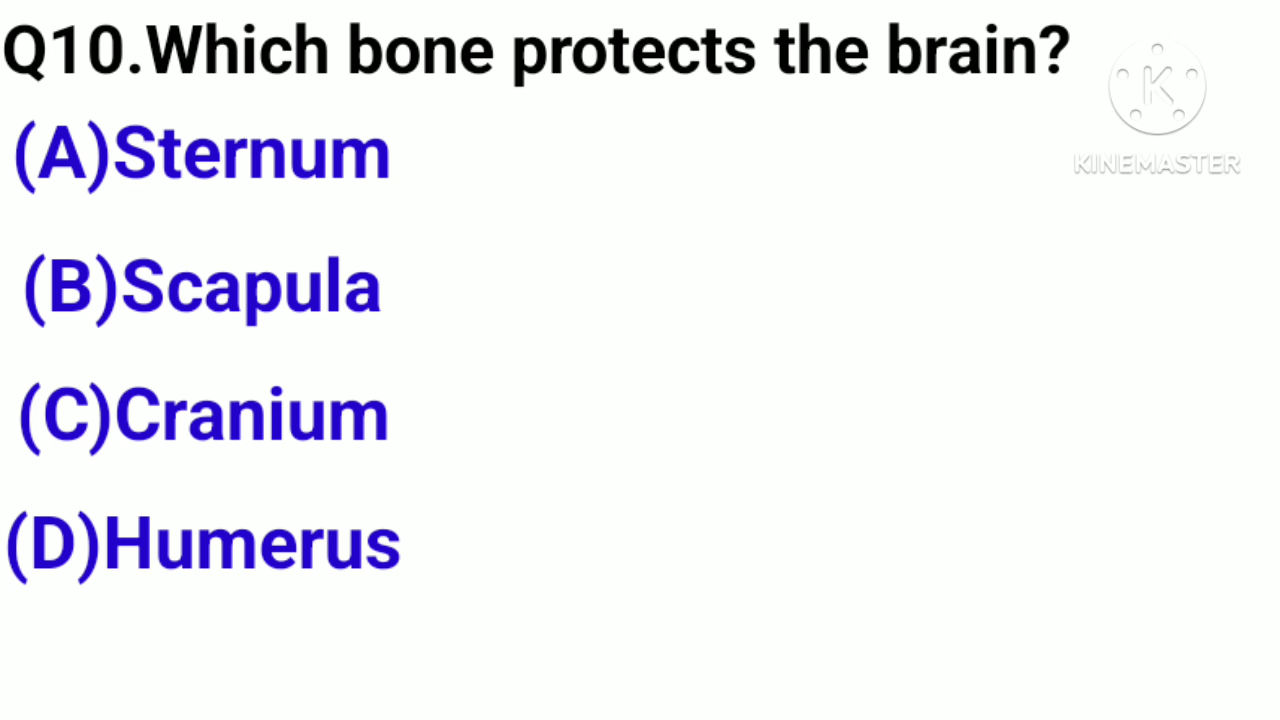 Q10.Which bone protects the brain?
(A)Sternum
(B)Scapula
(C)Cranium
(D)Humerus
K
KINEMASTER